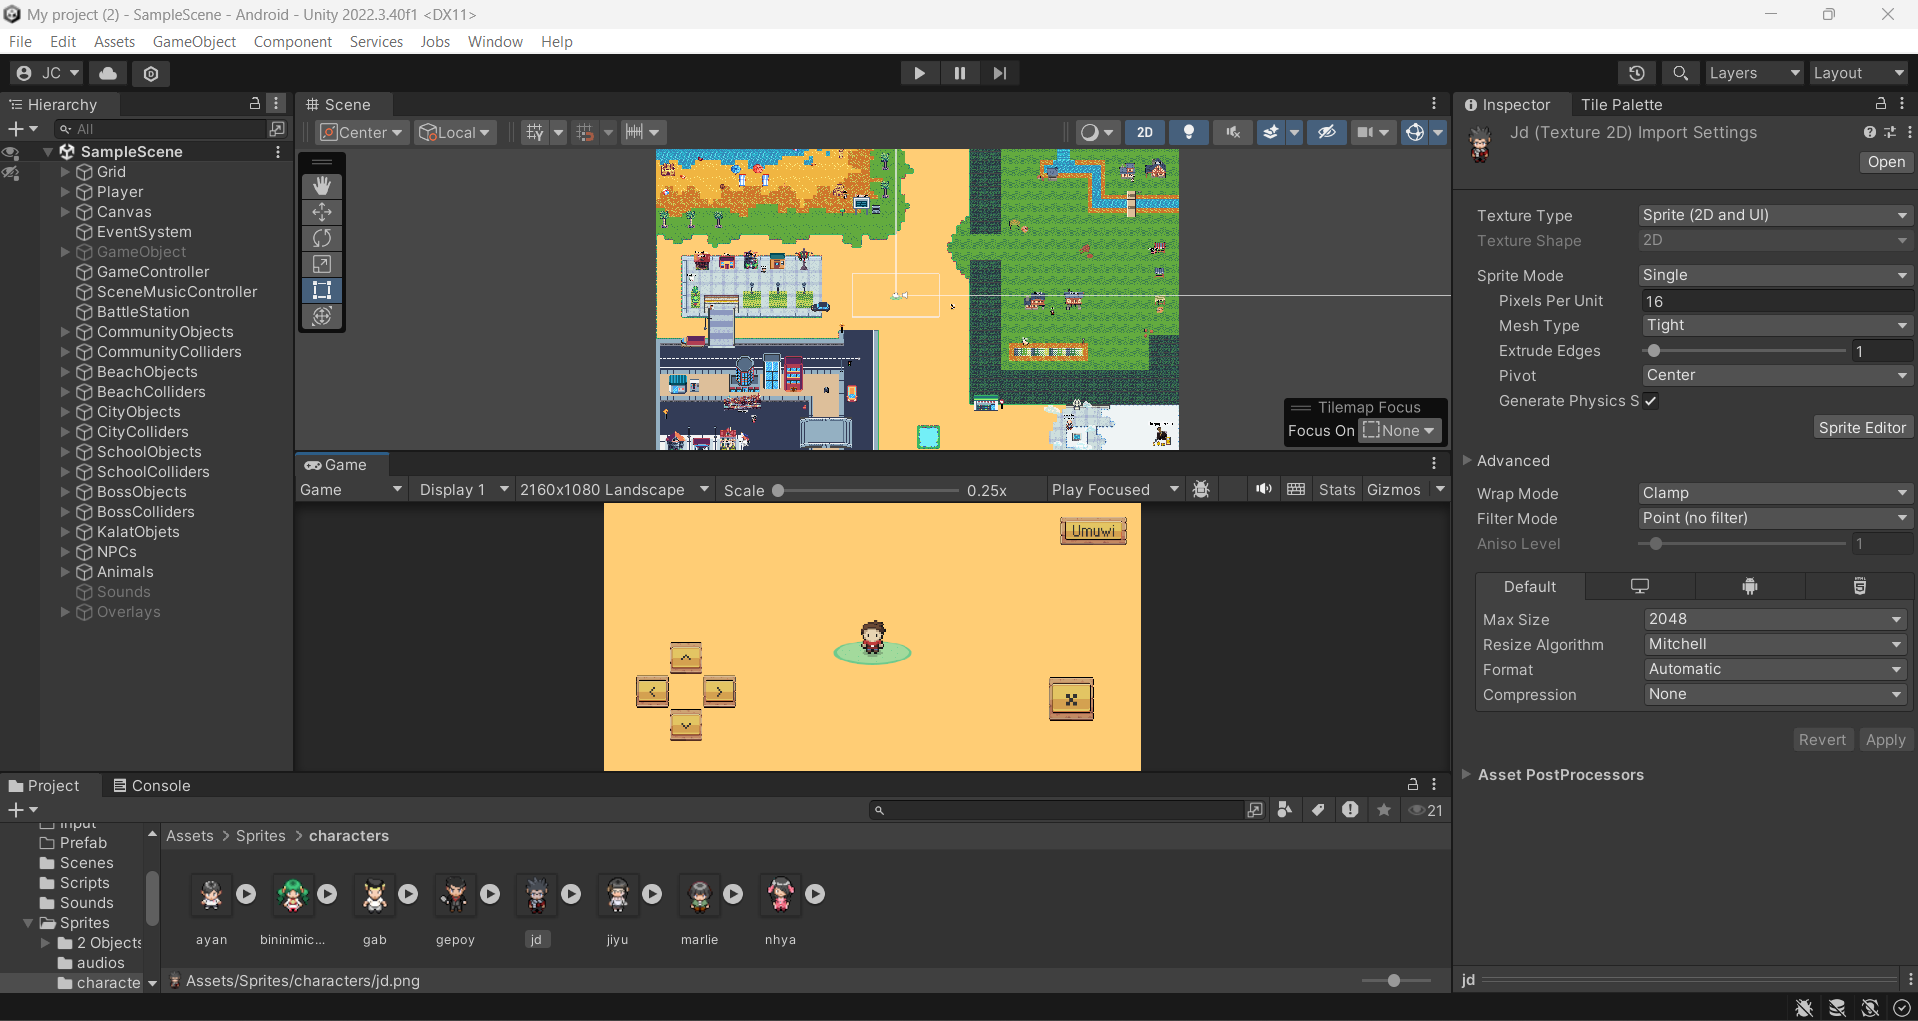 My project (2) - SampleScene - Android - Unity 2022.3.40f1 <DX11>
File Edit Assets GameObject Component Services Jobs Window Help
JC
Layers
Layout
Hierarchy
All
SampleScene
Grid
Player
Canvas
EventSystem
GameObject
GameController
SceneMusicController
BattleStation
CommunityObjects
CommunityColliders
BeachObjects
BeachColliders
CityObjects
CityColliders
SchoolObjects
SchoolColliders
BossObjects
BossColliders
KalatObjets
NPCs
Animals
Sounds
Overlays
Scene
Center
Local
2D
Tilemap Focus
Focus On None
Game
Game Display 1 2160x1080 Landscape Scale 0.25x Play Focused Stats Gizmos
Umuwi
Inspector Tile Palette
Jd (Texture 2D) Import Settings
Open
Texture Type Sprite (2D and UI)
Texture Shape 2D
Sprite Mode Single
Pixels Per Unit 16
Mesh Type Tight
Extrude Edges 1
Pivot Center
Generate Physics S
Sprite Editor
Advanced
Wrap Mode Clamp
Filter Mode Point (no filter)
Aniso Level 1
Default
Max Size 2048
Resize Algorithm Mitchell
Format Automatic
Compression None
Revert Apply
Asset PostProcessors
jd
Project Console
21
Input
Prefab
Scenes
Scripts
Sounds
Sprites
2 Objects
audios
characte
Assets > Sprites > characters
ayan bininimic... gab gepoy jd jiyu marlie nhya
Assets/Sprites/characters/jd.png